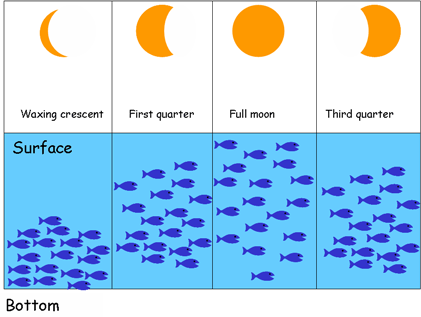 Waxing crescent
First quarter
Full moon
Third quarter
Surface
Bottom